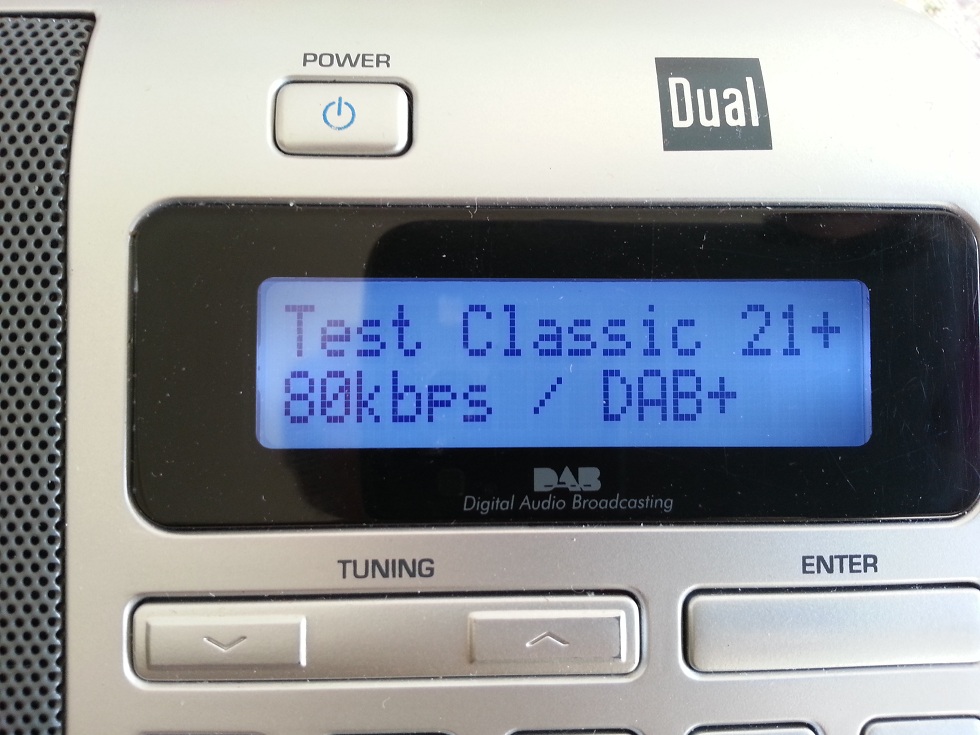 POWER
Dual
Test Classic 21+
80kbps / DAB+
DAB
Digital Audio Broadcasting
TUNING
ENTER